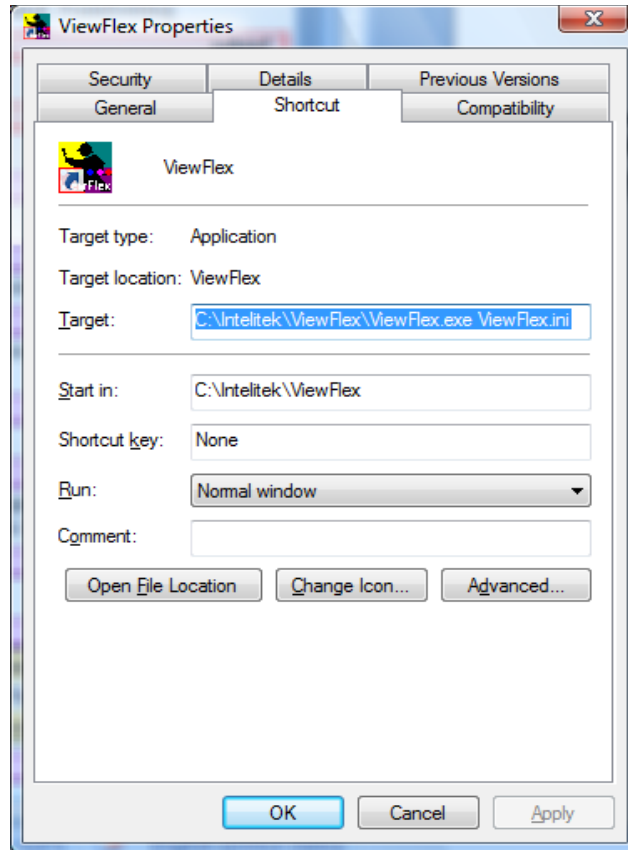 ViewFlex Properties
Security Details Previous Versions
General Shortcut Compatibility
ViewFlex
Target type: Application
Target location: ViewFlex
Target: C:\Intelitek\ViewFlex\ViewFlex.exe ViewFlex.ini
Start in: C:\Intelitek\ViewFlex
Shortcut key: None
Run: Normal window
Comment:
Open File Location Change Icon... Advanced...
OK Cancel Apply